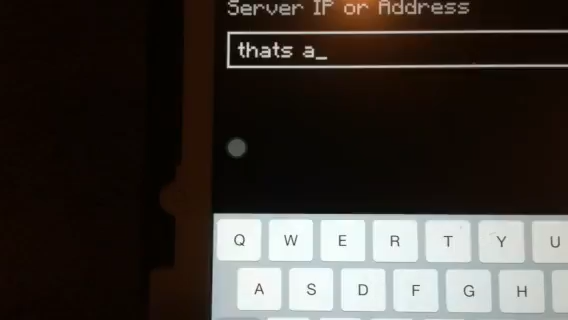 Server IP or Address
thats a_
Q W E R T Y U
A S D F G H